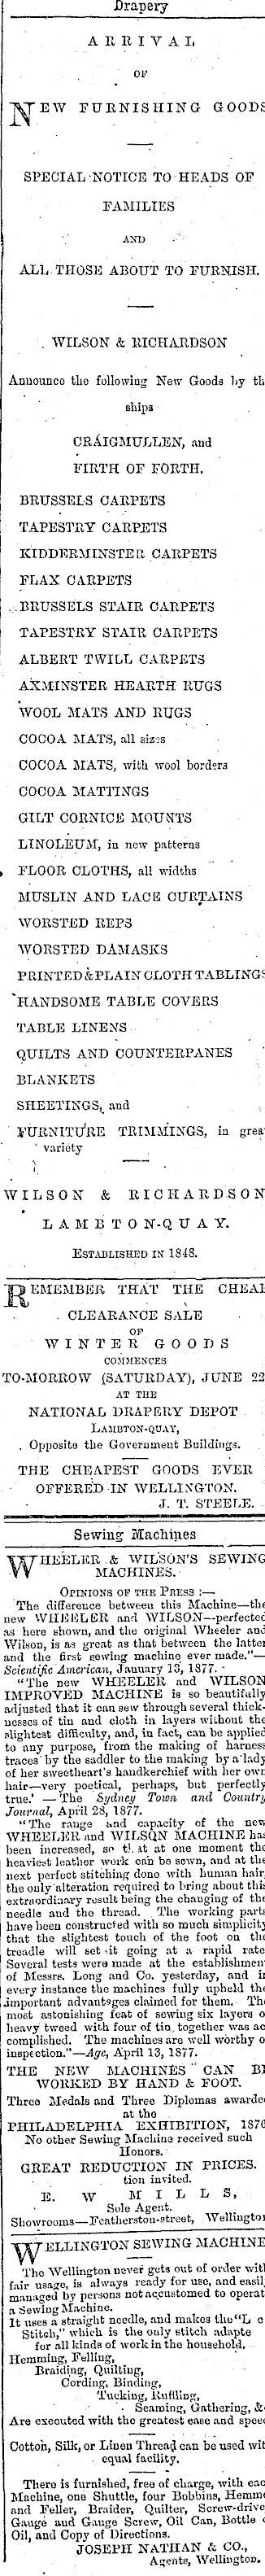 Drapery
ARRIVAL
OF
NEW FURNISHING GOODS
SPECIAL NOTICE TO HEADS OF
FAMILIES
AND
ALL THOSE ABOUT TO FURNISH.
WILSON & RICHARDSON
Announce the following New Goods by th
ships
CRAIGMULLEN, and
FIRTH OF FORTH.
BRUSSELS CARPETS
TAPESTRY CARPETS
KIDDERMINSTER CARPETS
FLAX CARPETS
BRUSSELS STAIR CARPETS
TAPESTRY STAIR CARPETS
ALBERT TWILL CARPETS
AXMINSTER HEARTH RUGS
WOOL MATS AND RUGS
COCOA MATS, all sizes
COCOA MATS, with wool borders
COCOA MATTINGS
GILT CORNICE MOUNTS
LINOLEUM, in new patterns
FLOOR CLOTHS, all widths
MUSLIN AND LACE CURTAINS
WORSTED REPS
WORSTED DAMASKS
PRINTED & PLAIN CLOTH TABLINGS
HANDSOME TABLE COVERS
TABLE LINENS
QUILTS AND COUNTERPANES
BLANKETS
SHEETINGS, and
FURNITURE TRIMMINGS, in grea
variety
WILSON & RICHARDSON
LAMBTON-QUAY.
ESTABLISHED IN 1848.
REMEMBER THAT THE CHEAP
CLEARANCE SALE
OF
WINTER GOODS
COMMENCES
TO-MORROW (SATURDAY), JUNE 22
AT THE
NATIONAL DRAPERY DEPOT
LAMBTON-QUAY,
Opposite the Government Buildings.
THE CHEAPEST GOODS EVER
OFFERED IN WELLINGTON.
J. T. STEELE.
Sewing Machines
WHEELER & WILSON'S SEWING
MACHINES.
OPINIONS OF THE PRESS :—
"The difference between this Machine—the
new WHEELER and WILSON—perfected
as here shown, and the original Wheeler and
Wilson, is as great as that between the latter
and the first sewing machine ever made."—
Scientific American, January 13, 1877.
"The new WHEELER and WILSON
IMPROVED MACHINE is so beautifully
adjusted that it can sew through several thick-
nesses of tin and cloth in layers without the
slightest difficulty, and, in fact, can be applied
to any purpose, from the making of harness
traces by the saddler to the making by a lady
of her sweetheart's handkerchief with her own
hair—very poetical, perhaps, but perfectly
true.' —The Sydney Town and Country
Journal, April 28, 1877.
"The range and capacity of the new
WHEELER and WILSON MACHINE has
been increased, so that at one moment the
heaviest leather work can be sewn, and at the
next perfect stitching done with human hair,
the only alteration required to bring about this
extraordinary result being the changing of the
needle and the thread. The working parts
have been constructed with so much simplicity
that the slightest touch of the foot on the
treadle will set it going at a rapid rate
Several tests were made at the establishment
of Messrs. Long and Co. yesterday, and in
every instance the machines fully upheld the
important advantages claimed for them. The
most astonishing feat of sewing six layers o
heavy tweed with four of tin, together was ac
complished. The machines are well worthy o
inspection."—Age, April 13, 1877.
THE NEW MACHINES CAN BE
WORKED BY HAND & FOOT.
Three Medals and Three Diplomas awarded
at the
PHILADELPHIA EXHIBITION, 1876
No other Sewing Machine received such
Honors.
GREAT REDUCTION IN PRICES.
tion invited.
E. W MILLS,
Sole Agent.
Showrooms—Featherston-street, Wellington
WELLINGTON SEWING MACHINE
The Wellington never gets out of order with
fair usage, is always ready for use, and easil
managed by persons not accustomed to operat
a Sewing Machine.
It uses a straight needle, and makes the "L o
Stitch," which is the only stitch adapte
for all kinds of work in the household.
Hemming, Felling,
Braiding, Quilting,
Cording, Binding,
Tucking, Ruffling,
Seaming, Gathering, &
Are executed with the greatest ease and spee
Cotton, Silk, or Linen Thread can be used wit
equal facility.
There is furnished, free of charge, with eac
Machine, one Shuttle, four Bobbins, Hemme
and Feller, Braider, Quilter, Screw-drive
Gauge and Gauge Screw, Oil Can, Bottle
Oil, and Copy of Directions.
JOSEPH NATHAN & CO.,
Agents, Wellington.